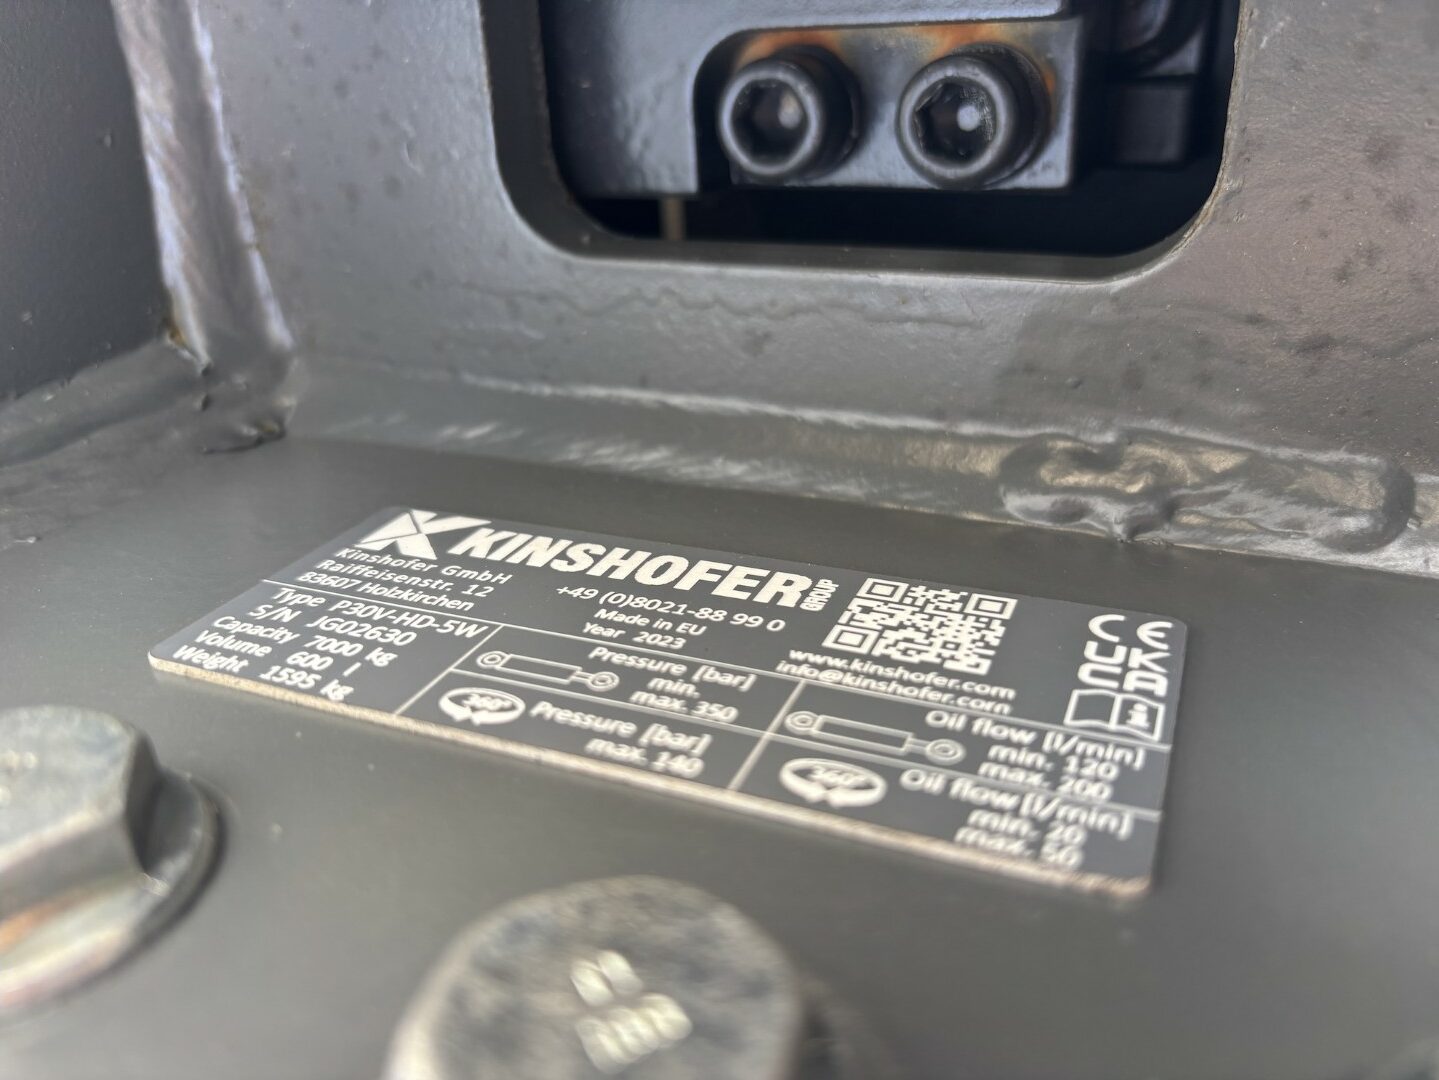 KINSHOFER GROUP
Kinshofer GmbH
Raiffeisenstr. 12
83607 Holzkirchen
+49 (0)8021-88 99 0
Made in EU
Year 2023
www.kinshofer.com
info@kinshofer.com
CE
UK
CA
Type P30V-HD-5W
S/N JG02630
Capacity 7000 kg
Volume 600 l
Weight 1595 kg
Pressure [bar]
min.
max. 350
Oil flow [l/min]
min. 120
max. 200
360°
Pressure [bar]
max. 140
360°
Oil flow [l/min]
min. 20
max. 50